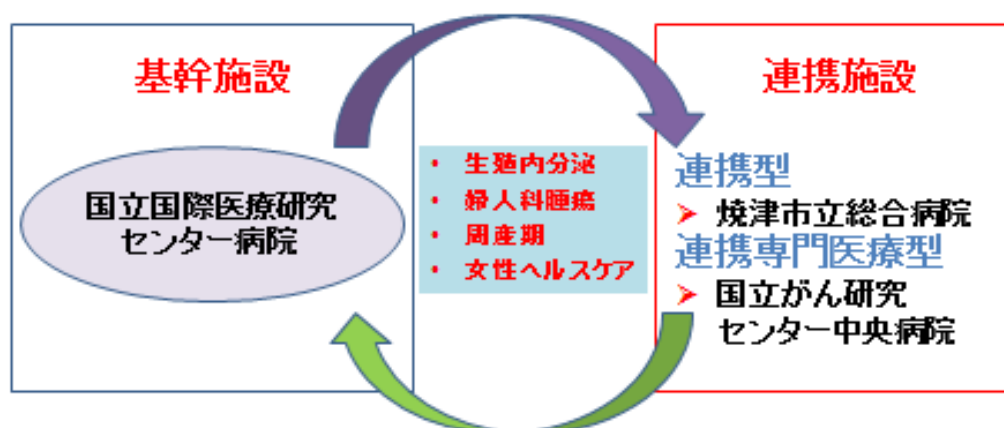 基幹施設
国立国際医療研究
センター病院
• 生殖内分泌
• 婦人科腫瘍
• 周産期
• 女性ヘルスケア
連携施設
連携型
➤ 焼津市立総合病院
連携専門医療型
➤ 国立がん研究
センター中央病院